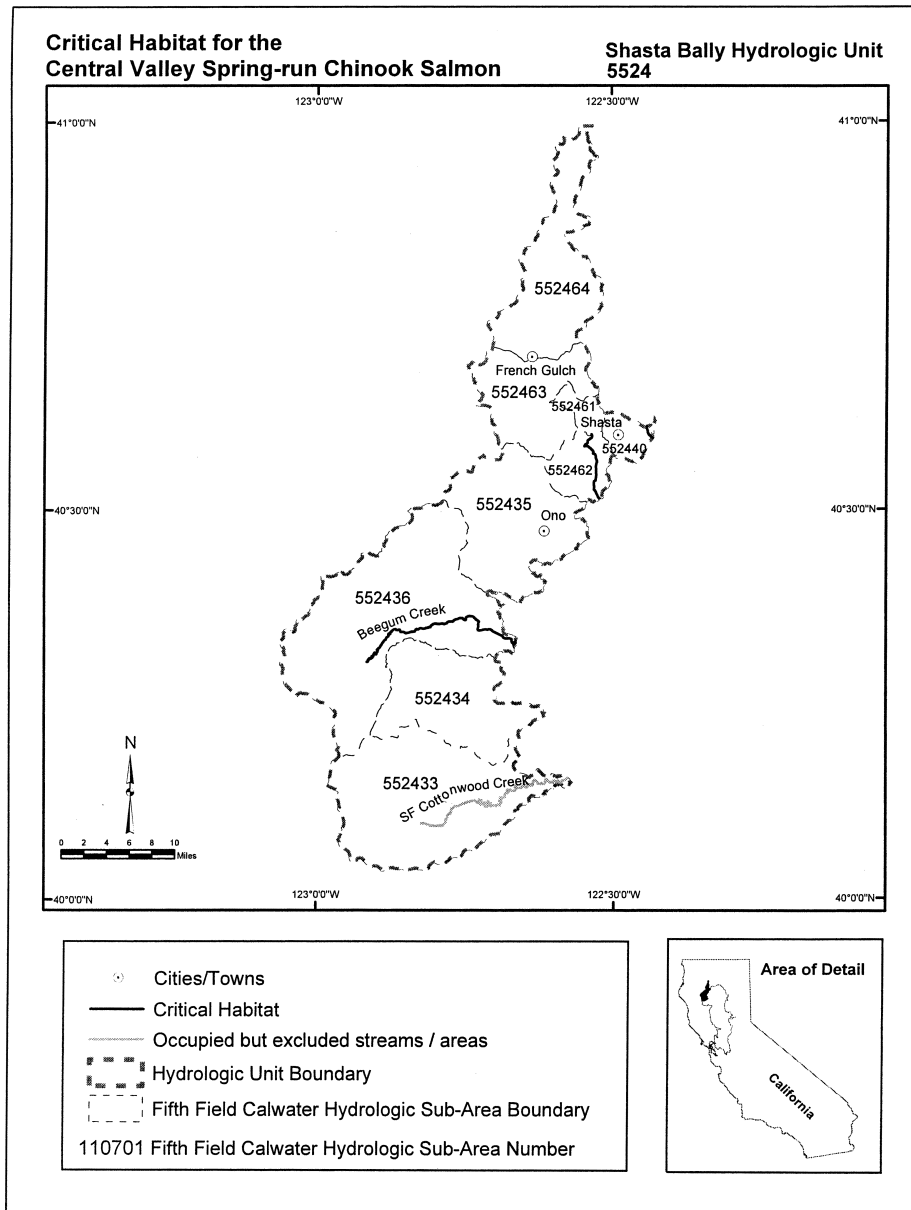 Critical Habitat for the
Central Valley Spring-run Chinook Salmon
Shasta Bally Hydrologic Unit
5524
123°0'0"W
122°30'0"W
41°0'0"N
41°0'0"N
552464
French Gulch
552463
552461
Shasta
552440
552462
552435
40°30'0"N
Ono
40°30'0"N
552436
Beegum Creek
552434
N
552433
SF Cottonwood Creek
0 2 4 6 8 10
Miles
40°0'0"N
123°0'0"W
122°30'0"W
40°0'0"N
Cities/Towns
Critical Habitat
Occupied but excluded streams / areas
Hydrologic Unit Boundary
Fifth Field Calwater Hydrologic Sub-Area Boundary
110701 Fifth Field Calwater Hydrologic Sub-Area Number
Area of Detail
California